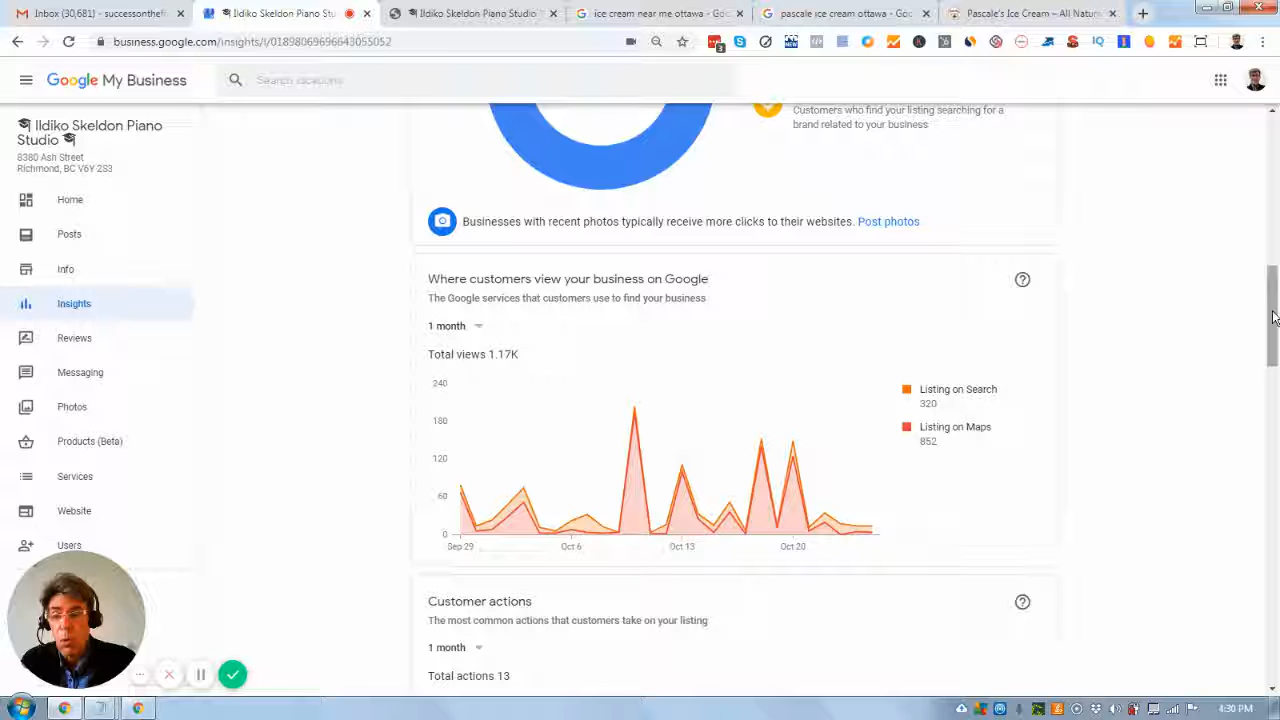 Inbox (30,681) - successonthefi
Ildiko Skeldon Piano Stu
Ildiko Skeldon Piano Studio
ice cream near me ottawa - Goo
pascale ice cream ottawa - Goo
Pascale's Ice Cream – All Natur
business.google.com/insights/l/01898069696643055052
Google My Business
Search locations
Ildiko Skeldon Piano
Studio
8380 Ash Street
Richmond, BC V6Y 2S3
Home
Posts
Info
Insights
Reviews
Messaging
Photos
Products (Beta)
Services
Website
Users
Customers who find your listing searching for a
brand related to your business
Businesses with recent photos typically receive more clicks to their websites. Post photos
Where customers view your business on Google
The Google services that customers use to find your business
1 month
Total views 1.17K
240
180
120
60
0
Sep 29
Oct 6
Oct 13
Oct 20
Listing on Search
320
Listing on Maps
852
Customer actions
The most common actions that customers take on your listing
1 month
Total actions 13
4:30 PM